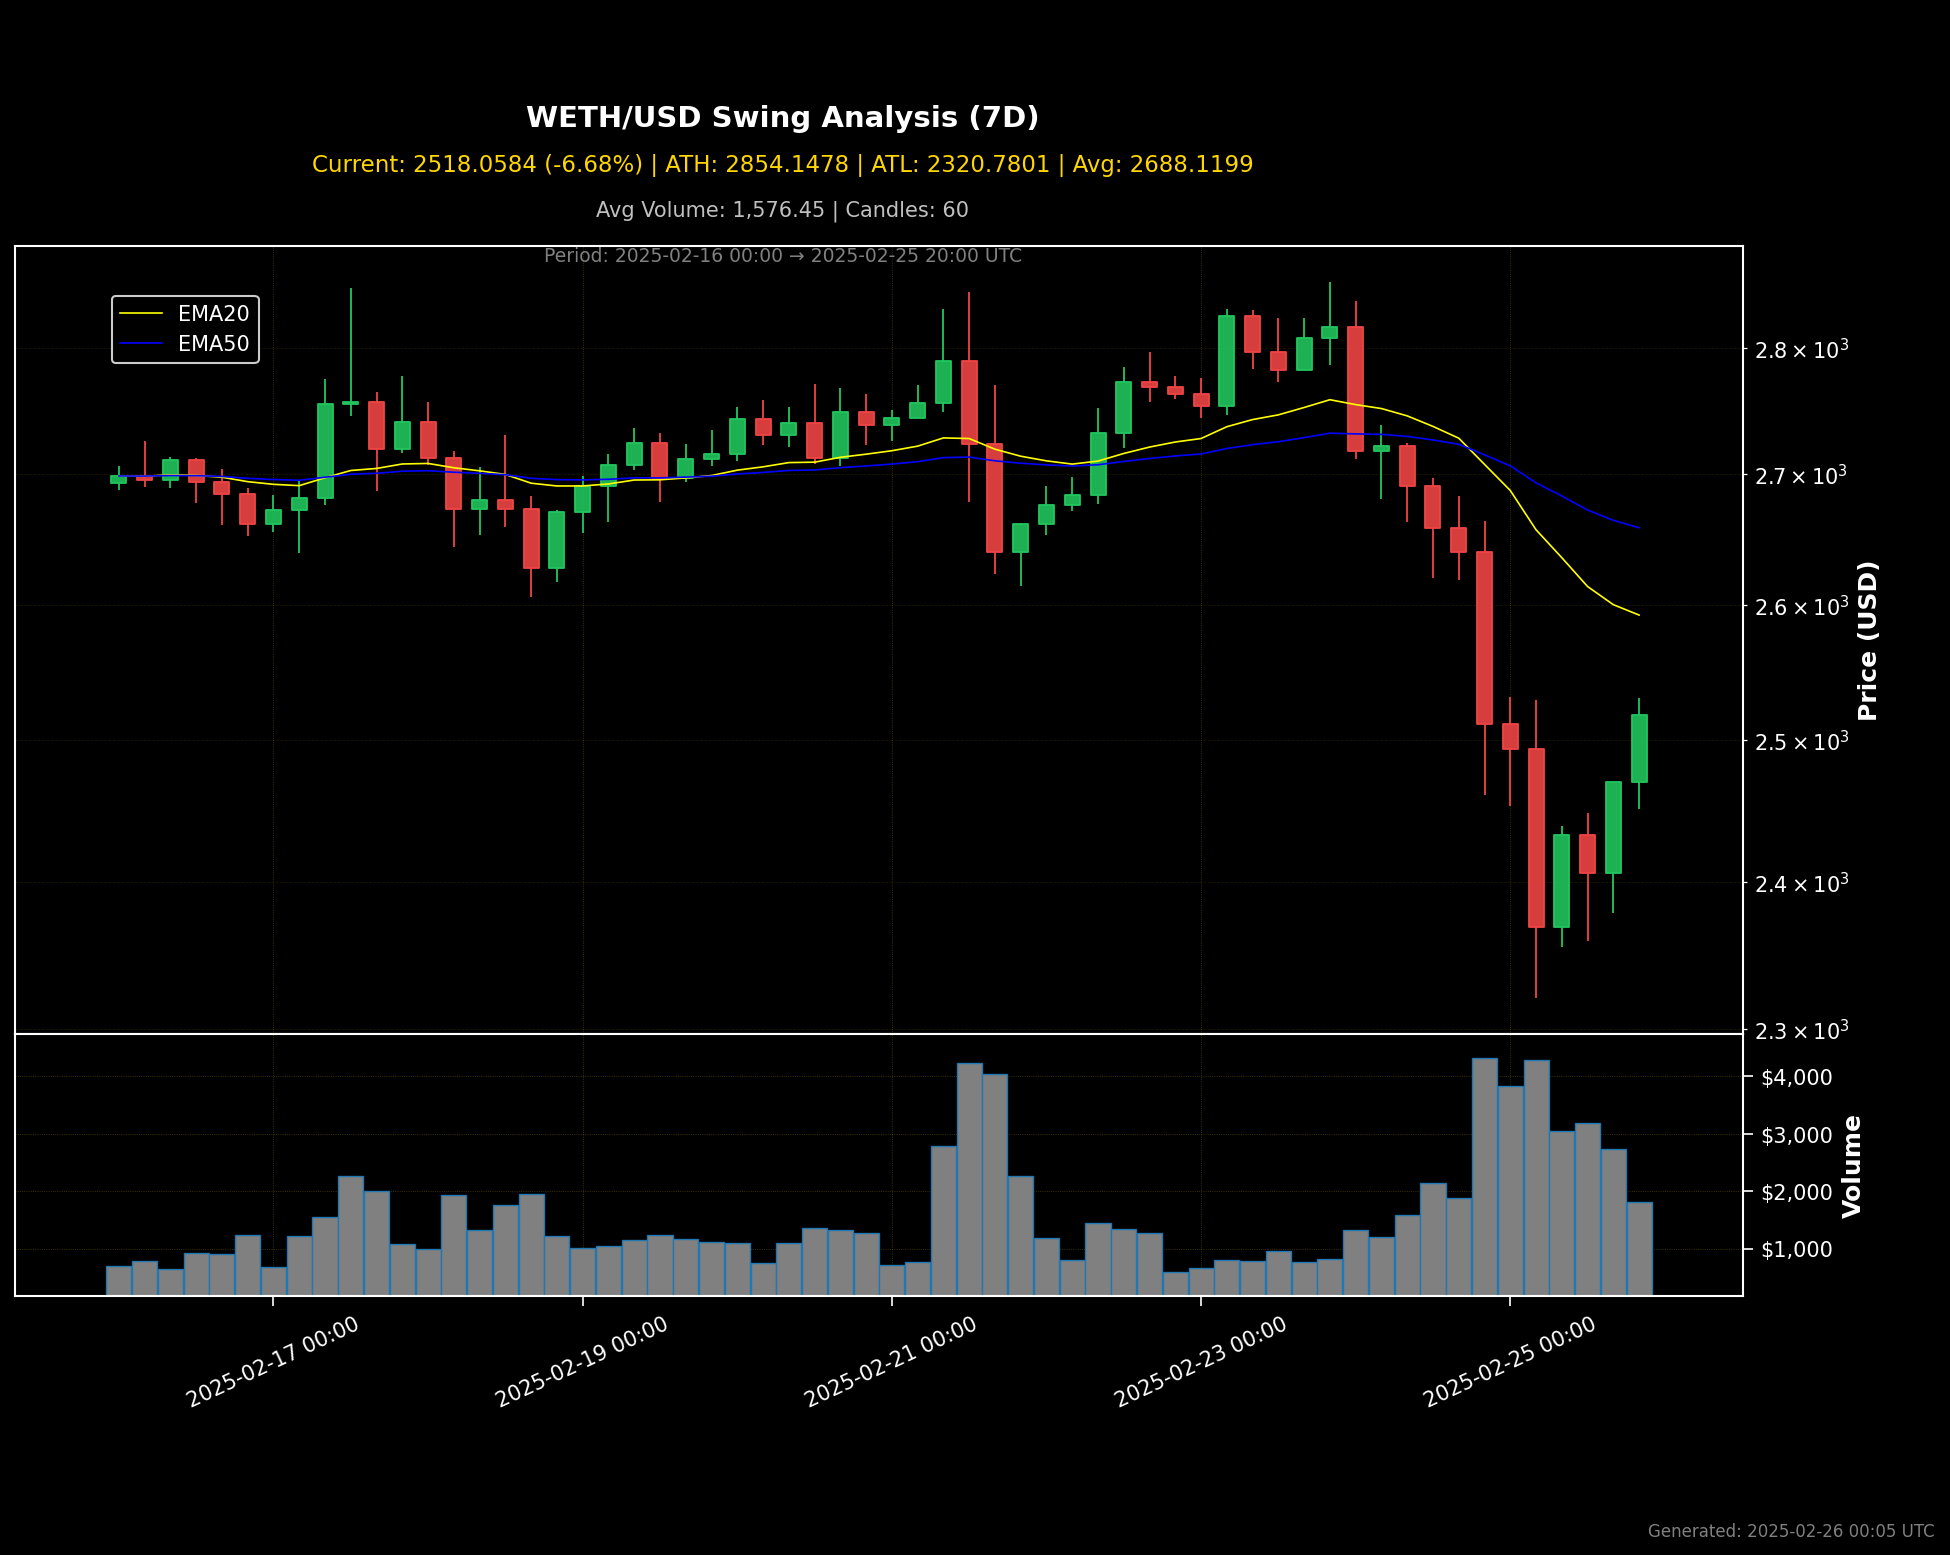 WETH/USD Swing Analysis (7D)
Current: 2518.0584 (-6.68%) | ATH: 2854.1478 | ATL: 2320.7801 | Avg: 2688.1199
Avg Volume: 1,576.45 | Candles: 60
Period: 2025-02-16 00:00 → 2025-02-25 20:00 UTC
EMA20
EMA50
2.8 × 10³
2.7 × 10³
2.6 × 10³
2.5 × 10³
2.4 × 10³
2.3 × 10³
Price (USD)
$4,000
$3,000
$2,000
$1,000
Volume
2025-02-17 00:00
2025-02-19 00:00
2025-02-21 00:00
2025-02-23 00:00
2025-02-25 00:00
Generated: 2025-02-26 00:05 UTC